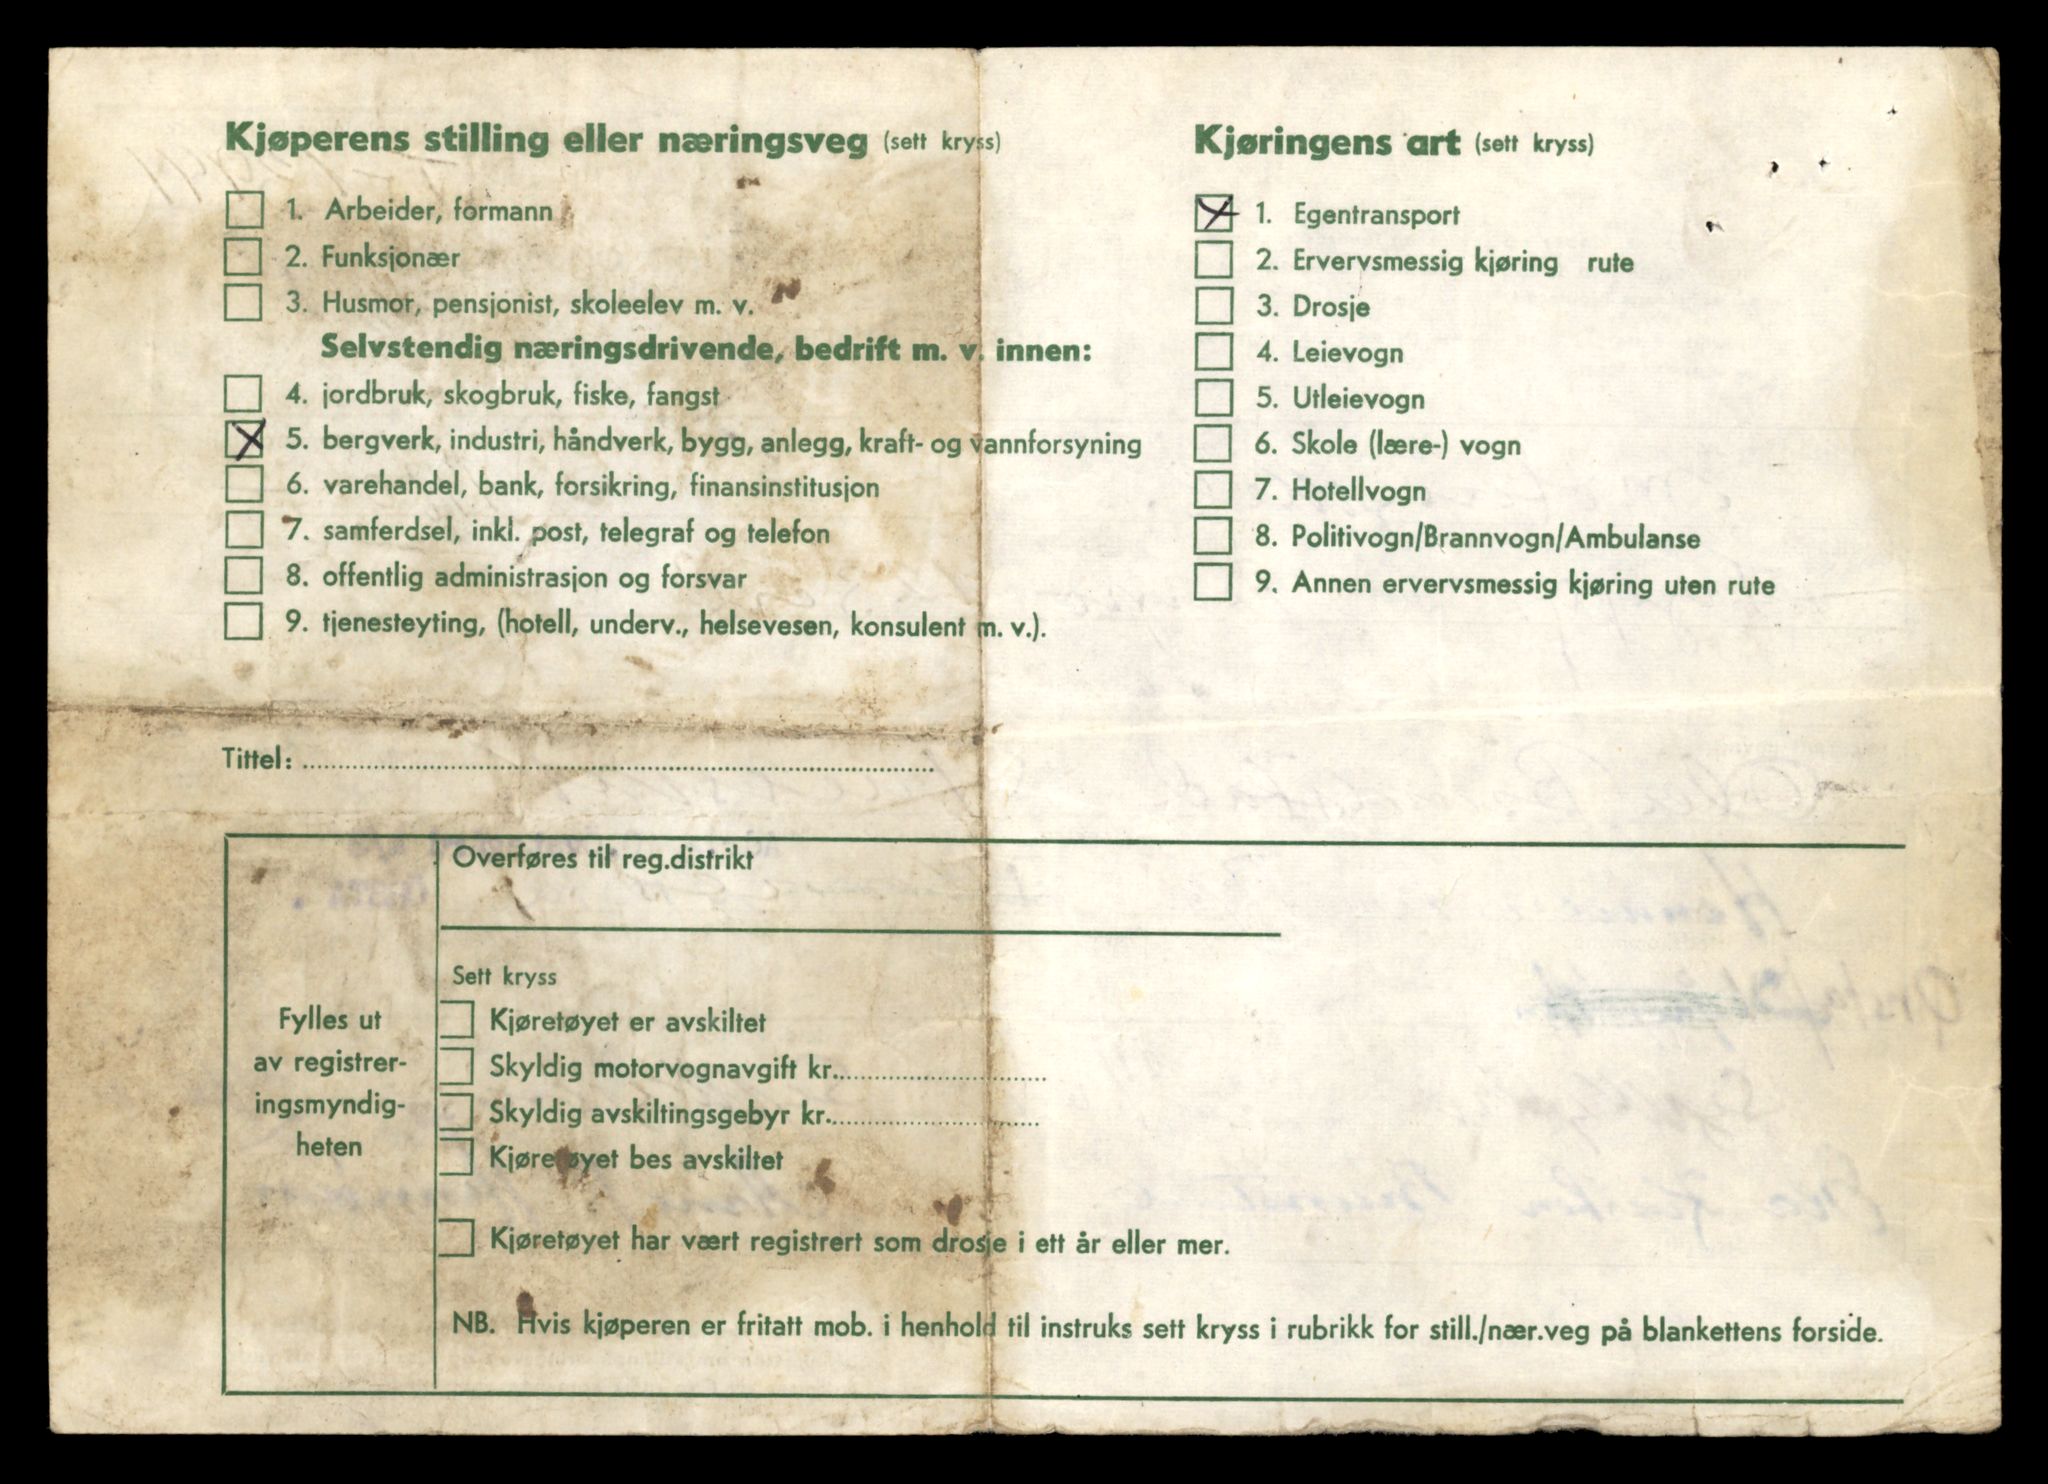 Kjøperens stilling eller næringsveg (sett kryss)
1. Arbeider, formann
2. Funksjonær
3. Husmor, pensjonist, skoleelev m. v.
Selvstendig næringsdrivende, bedrift m. v. innen:
4. jordbruk, skogbruk, fiske, fangst
X 5. bergverk, industri, håndverk, bygg, anlegg, kraft- og vannforsyning
6. varehandel, bank, forsikring, finansinstitusjon
7. samferdsel, inkl. post, telegraf og telefon
8. offentlig administrasjon og forsvar
9. tjenesteyting, (hotell, underv., helsevesen, konsulent m. v.).
Kjøringens art (sett kryss)
X 1. Egentransport
2. Ervervsmessig kjøring rute
3. Drosje
4. Leievogn
5. Utleievogn
6. Skole (lære-) vogn
7. Hotellvogn
8. Politivogn/Brannvogn/Ambulanse
9. Annen ervervsmessig kjøring uten rute
Tittel:
Fylles ut
av registrer-
ingsmyndig-
heten
Overføres til reg.distrikt
Sett kryss
Kjøretøyet er avskiltet
Skyldig motorvognavgift kr.
Skyldig avskiltingsgebyr kr.
Kjøretøyet bes avskiltet
Kjøretøyet har vært registrert som drosje i ett år eller mer.
NB. Hvis kjøperen er fritatt mob. i henhold til instruks sett kryss i rubrikk for still./nær.veg på blankettens forside.